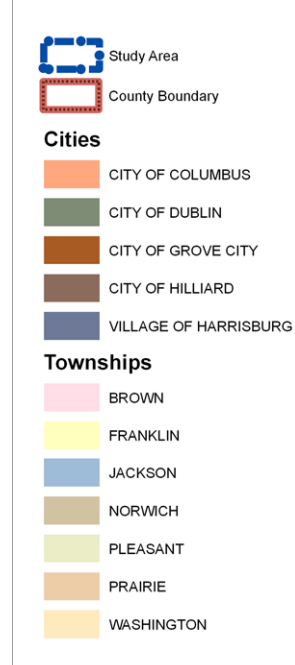 Study Area
County Boundary
Cities
CITY OF COLUMBUS
CITY OF DUBLIN
CITY OF GROVE CITY
CITY OF HILLIARD
VILLAGE OF HARRISBURG
Townships
BROWN
FRANKLIN
JACKSON
NORWICH
PLEASANT
PRAIRIE
WASHINGTON